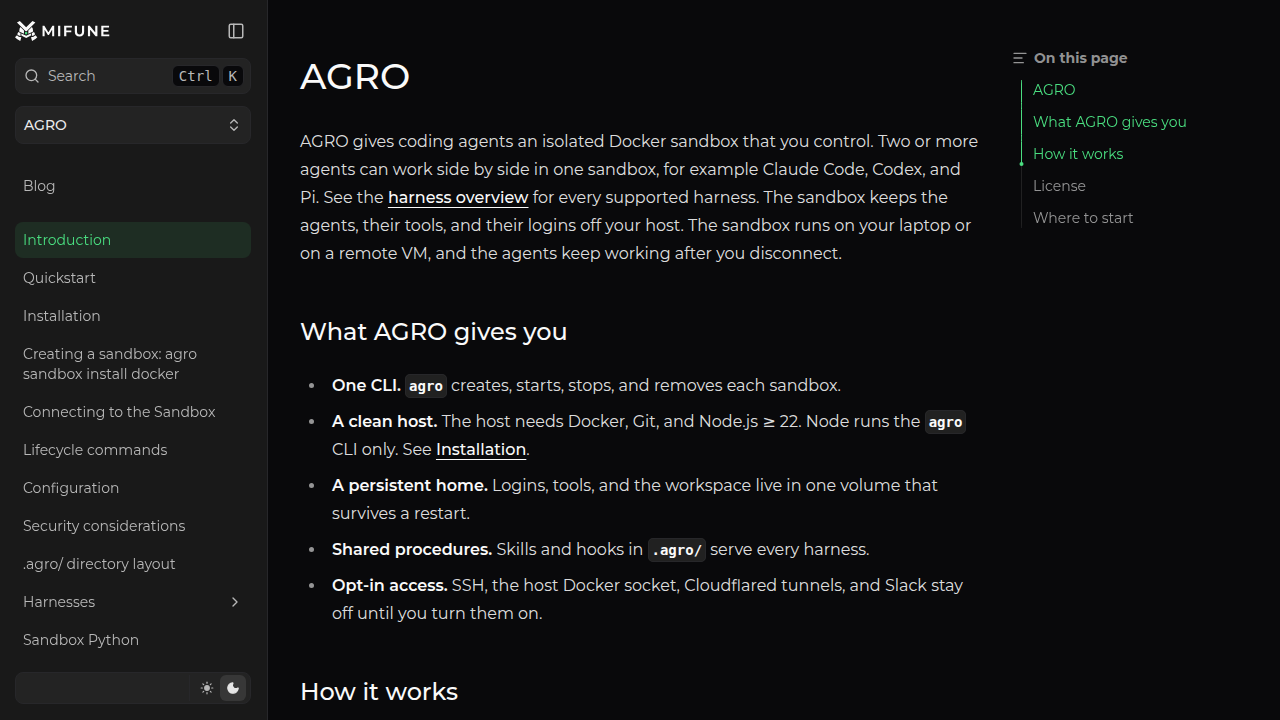 MIFUNE
Search
Ctrl K
AGRO
Blog
Introduction
Quickstart
Installation
Creating a sandbox: agro
sandbox install docker
Connecting to the Sandbox
Lifecycle commands
Configuration
Security considerations
.agro/ directory layout
Harnesses
Sandbox Python
AGRO
AGRO gives coding agents an isolated Docker sandbox that you control. Two or more
agents can work side by side in one sandbox, for example Claude Code, Codex, and
Pi. See the harness overview for every supported harness. The sandbox keeps the
agents, their tools, and their logins off your host. The sandbox runs on your laptop or
on a remote VM, and the agents keep working after you disconnect.
What AGRO gives you
• One CLI. agro creates, starts, stops, and removes each sandbox.
• A clean host. The host needs Docker, Git, and Node.js ≥ 22. Node runs the agro
CLI only. See Installation.
• A persistent home. Logins, tools, and the workspace live in one volume that
survives a restart.
• Shared procedures. Skills and hooks in .agro/ serve every harness.
• Opt-in access. SSH, the host Docker socket, Cloudflared tunnels, and Slack stay
off until you turn them on.
How it works
On this page
AGRO
What AGRO gives you
How it works
License
Where to start